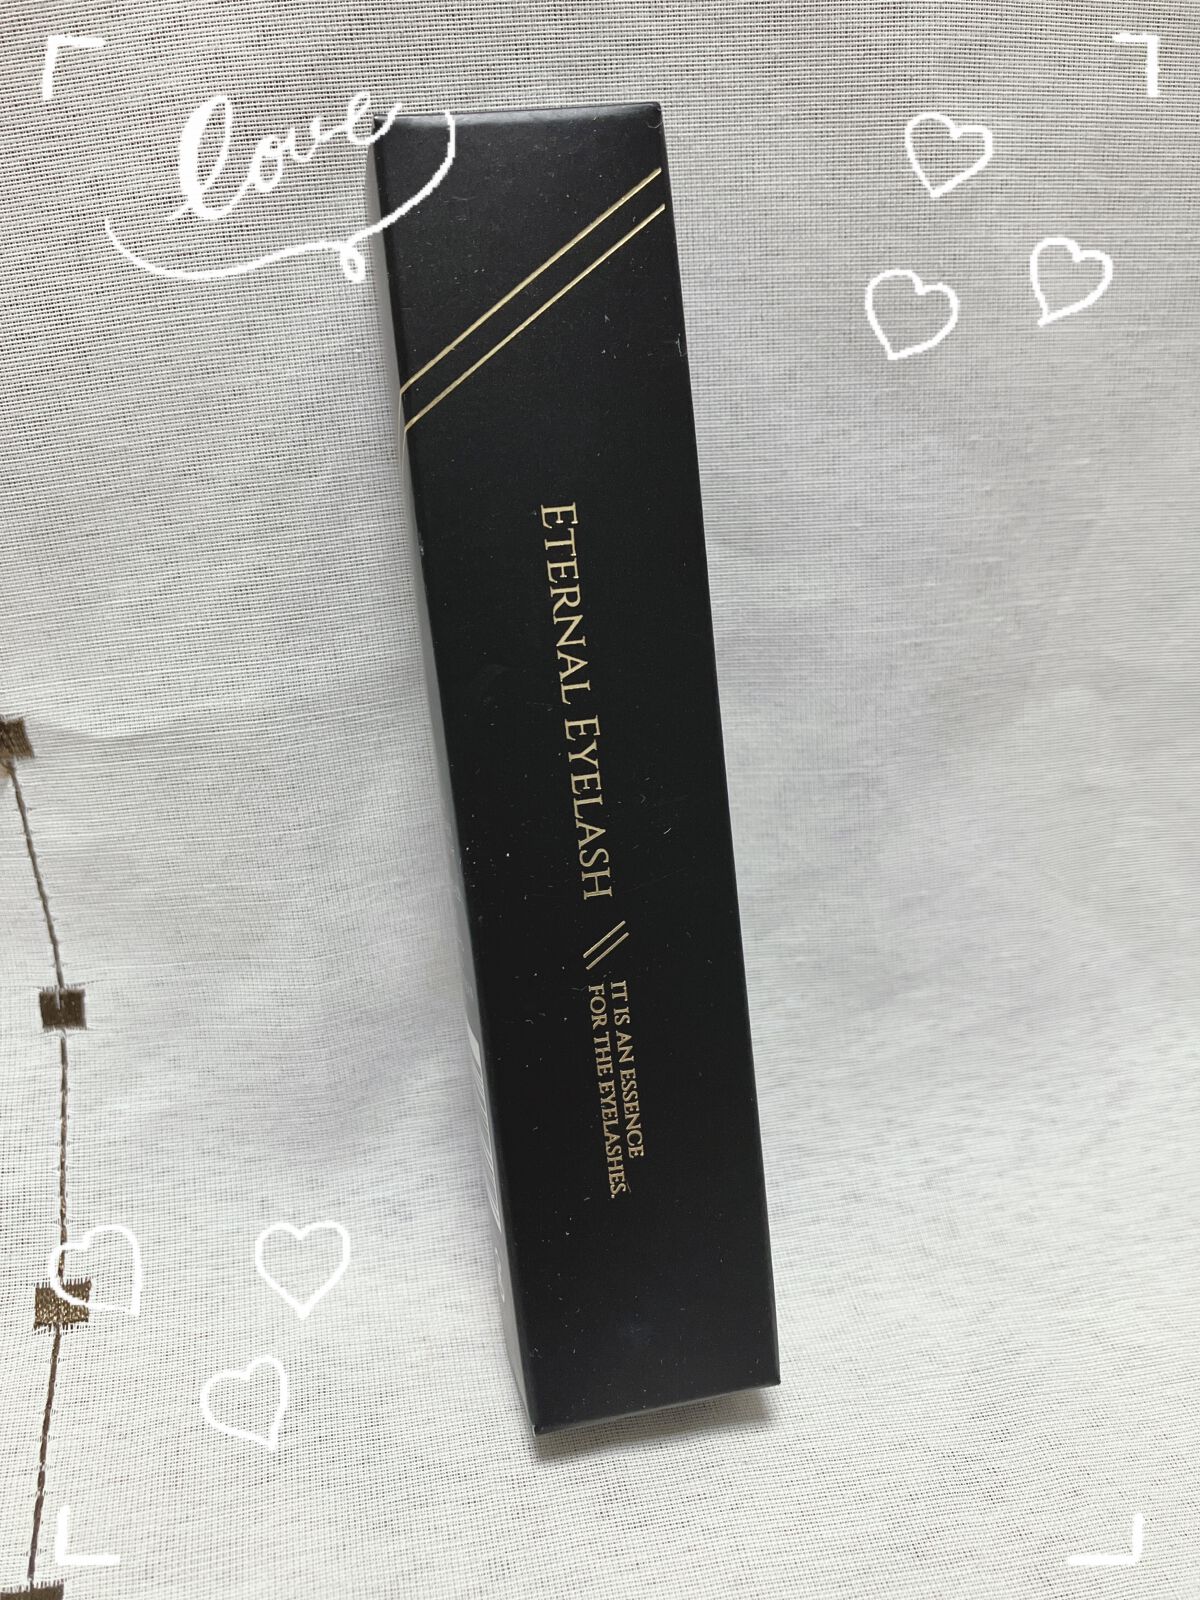 love
ETERNAL EYELASH
IT IS AN ESSENCE
FOR THE EYELASHES.